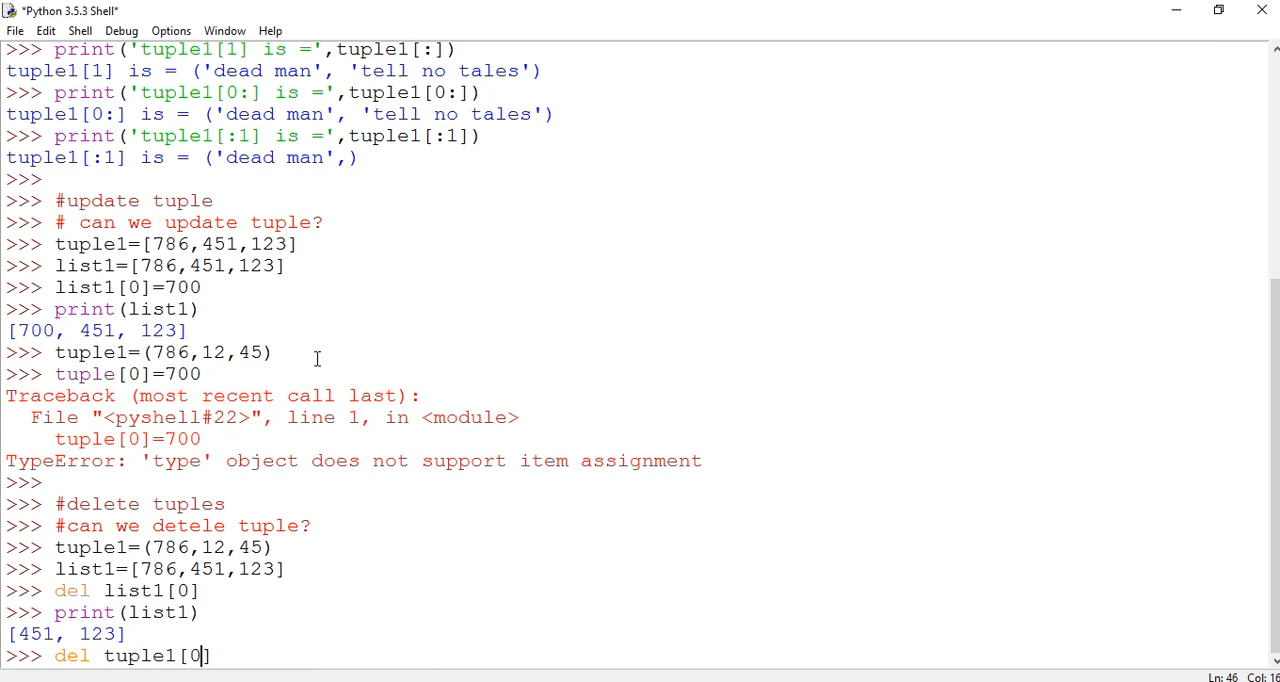 *Python 3.5.3 Shell*
File Edit Shell Debug Options Window Help
>>> print('tuple1[1] is =',tuple1[:])
tuple1[1] is = ('dead man', 'tell no tales')
>>> print('tuple1[0:] is =',tuple1[0:])
tuple1[0:] is = ('dead man', 'tell no tales')
>>> print('tuple1[:1] is =',tuple1[:1])
tuple1[:1] is = ('dead man',)
>>>
>>> #update tuple
>>> # can we update tuple?
>>> tuple1=[786,451,123]
>>> list1=[786,451,123]
>>> list1[0]=700
>>> print(list1)
[700, 451, 123]
>>> tuple1=(786,12,45)
>>> tuple[0]=700
Traceback (most recent call last):
  File "<pyshell#22>", line 1, in <module>
    tuple[0]=700
TypeError: 'type' object does not support item assignment
>>>
>>> #delete tuples
>>> #can we detele tuple?
>>> tuple1=(786,12,45)
>>> list1=[786,451,123]
>>> del list1[0]
>>> print(list1)
[451, 123]
>>> del tuple1[0]
Ln: 46 Col: 16